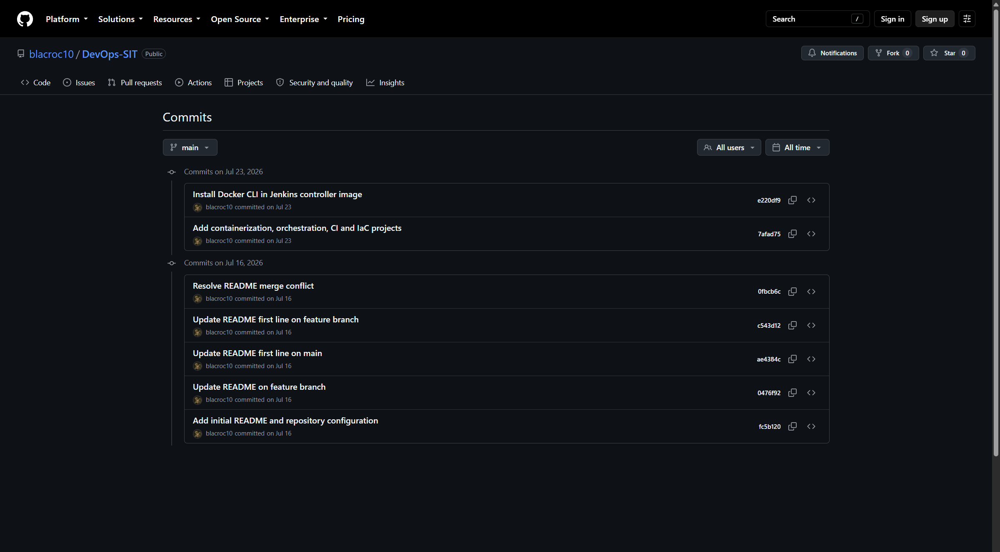 Platform Solutions Resources Open Source Enterprise Pricing Search / Sign in Sign up
blacroc10 / DevOps-SIT Public Notifications Fork 0 Star 0
Code Issues Pull requests Actions Projects Security and quality Insights
Commits
main All users All time
Commits on Jul 23, 2026
Install Docker CLI in Jenkins controller image
blacroc10 committed on Jul 23
e220df9
Add containerization, orchestration, CI and IaC projects
blacroc10 committed on Jul 23
7afad75
Commits on Jul 16, 2026
Resolve README merge conflict
blacroc10 committed on Jul 16
0fbcb6c
Update README first line on feature branch
blacroc10 committed on Jul 16
c543d12
Update README first line on main
blacroc10 committed on Jul 16
ae4384c
Update README on feature branch
blacroc10 committed on Jul 16
0476f92
Add initial README and repository configuration
blacroc10 committed on Jul 16
fc5b120